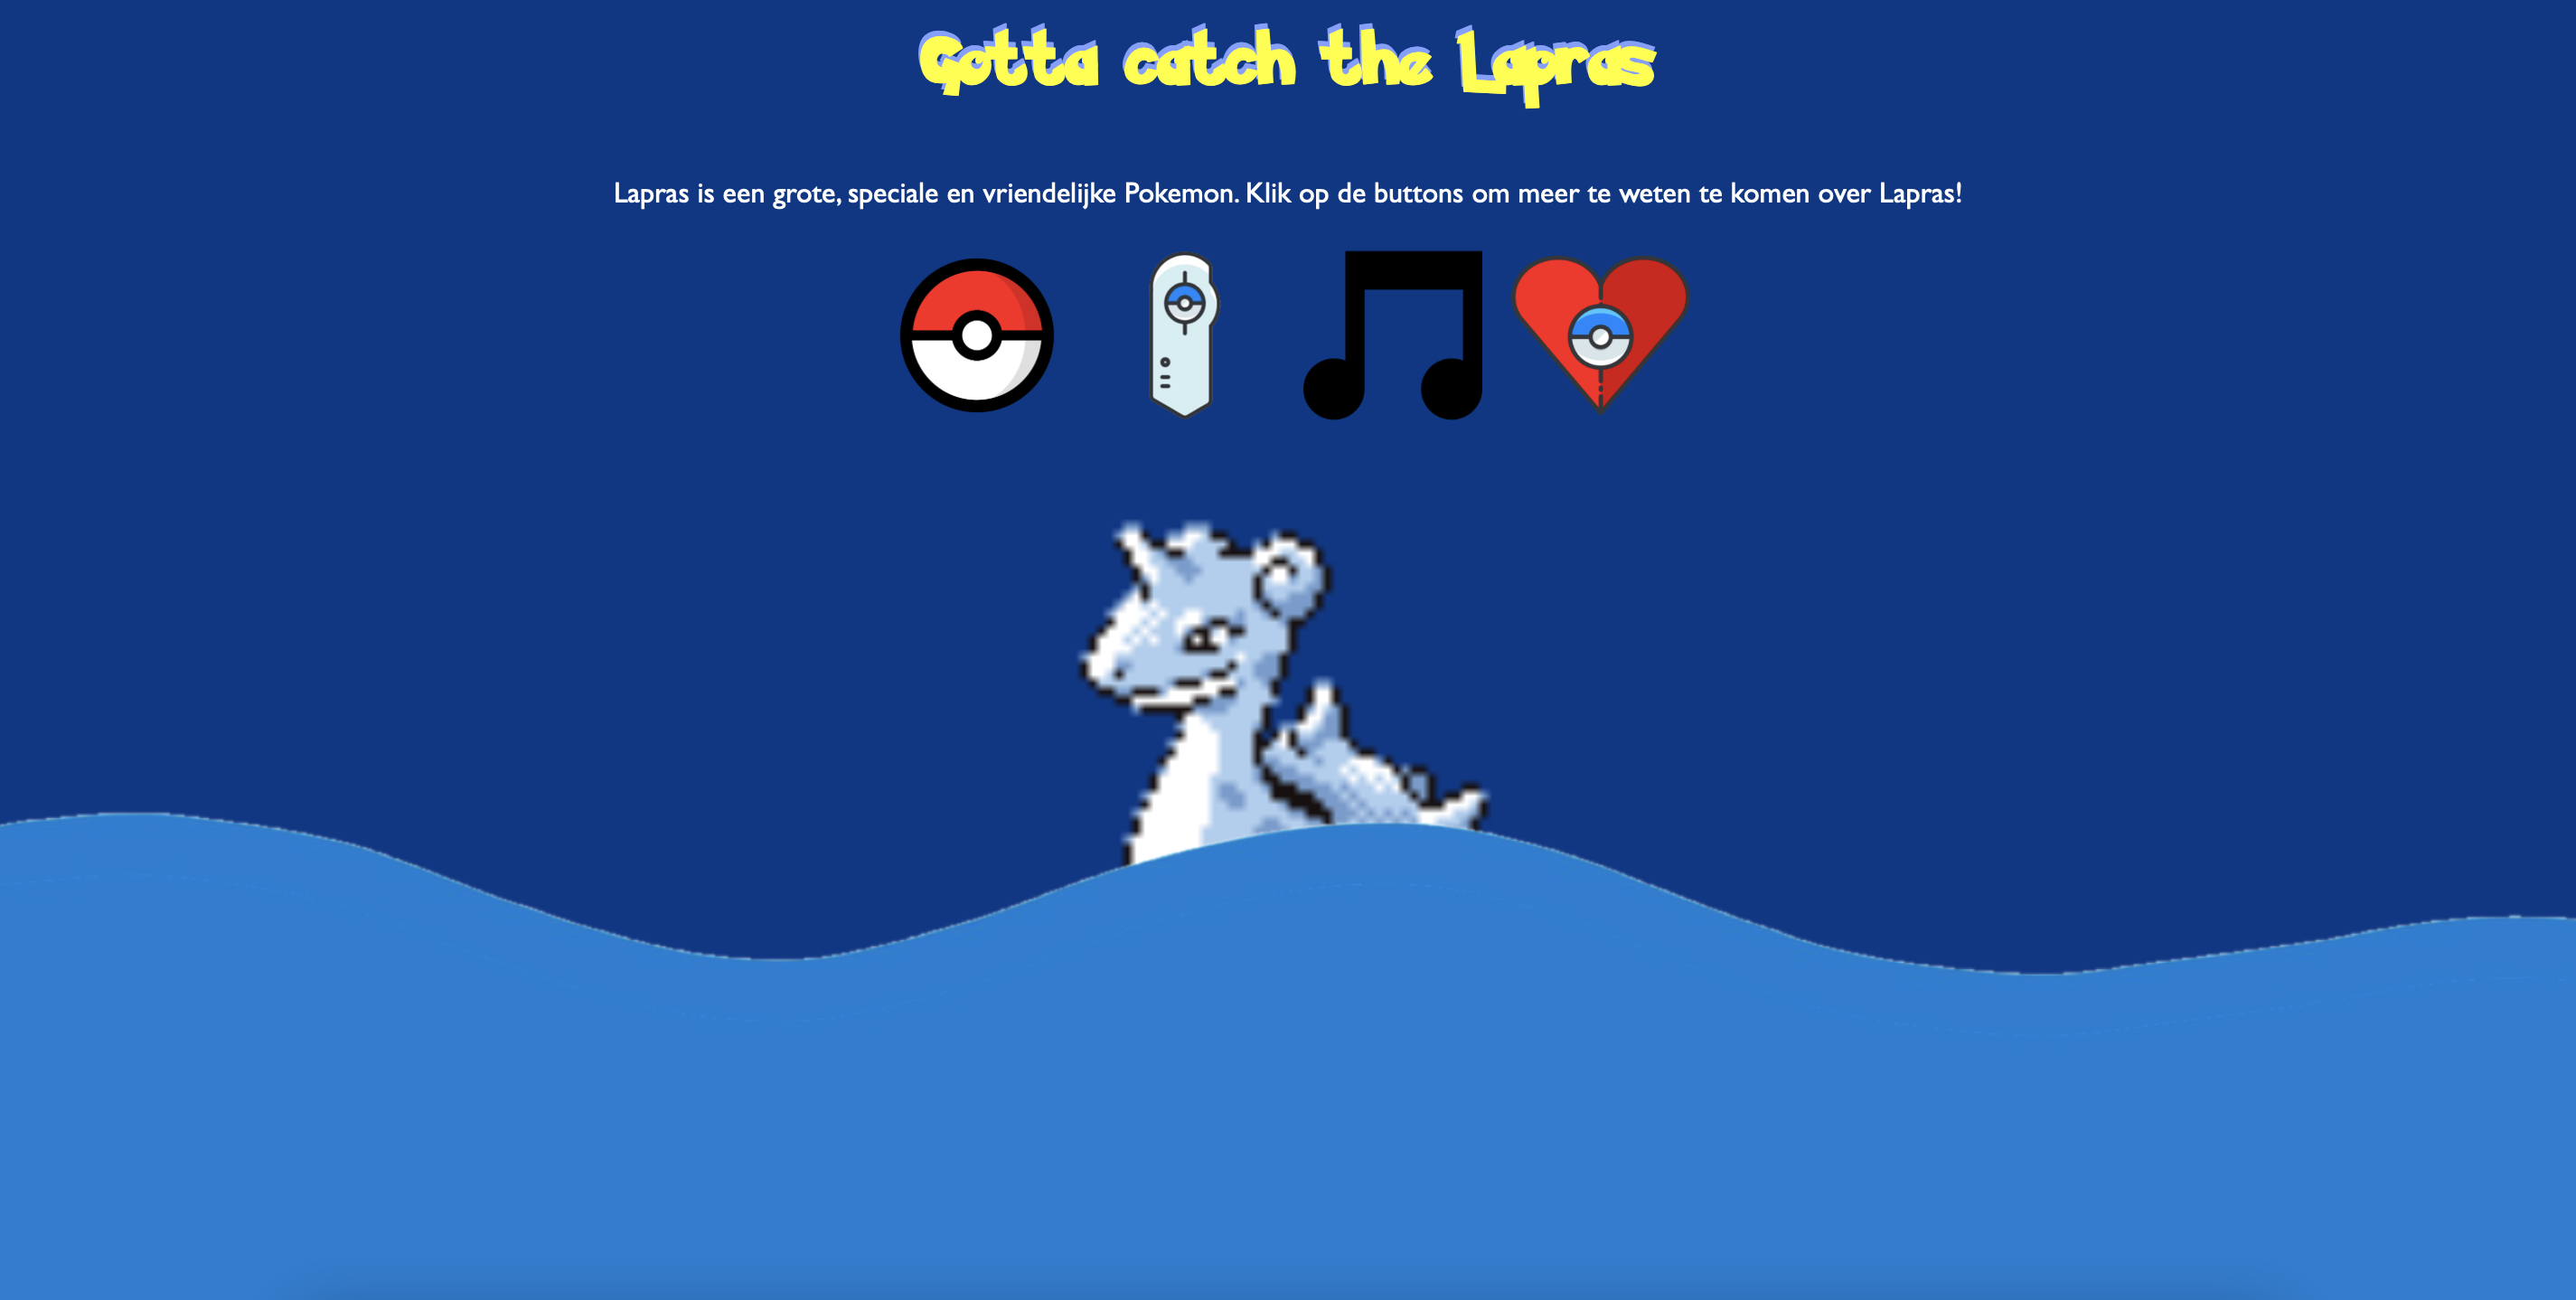 Gotta catch the Lapras
Lapras is een grote, speciale en vriendelijke Pokemon. Klik op de buttons om meer te weten te komen over Lapras!